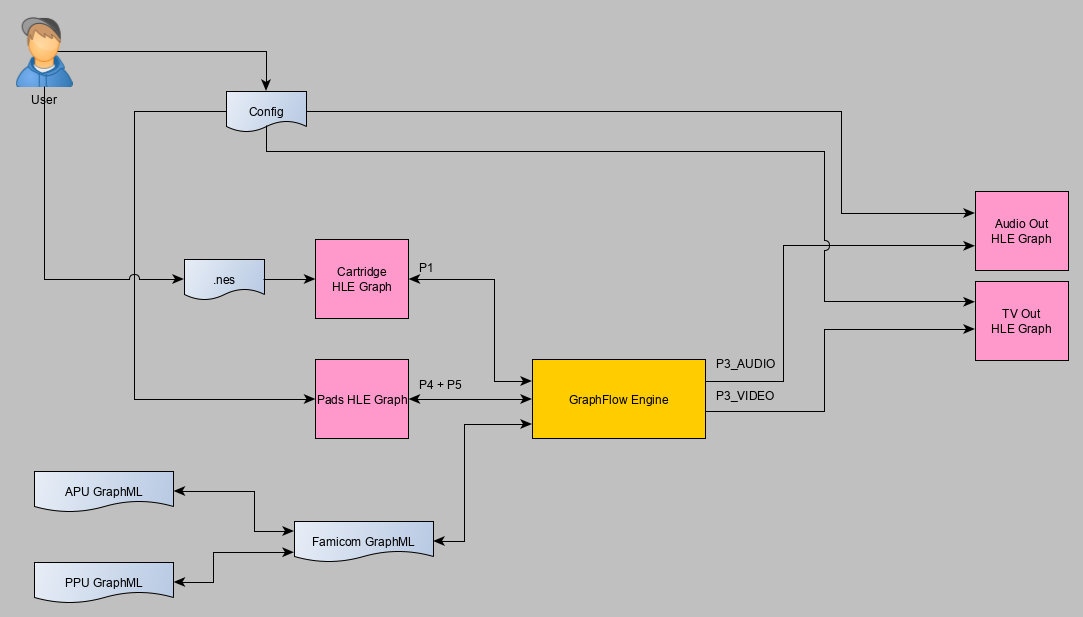 User
Config
Audio Out
HLE Graph
.nes
Cartridge
HLE Graph
P1
TV Out
HLE Graph
Pads HLE Graph
P4 + P5
GraphFlow Engine
P3_AUDIO
P3_VIDEO
APU GraphML
Famicom GraphML
PPU GraphML